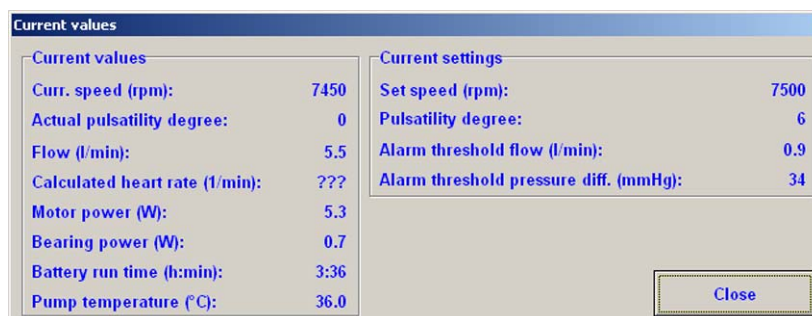 Current values
Current values
Curr. speed (rpm): 7450
Actual pulsatility degree: 0
Flow (l/min): 5.5
Calculated heart rate (1/min): ???
Motor power (W): 5.3
Bearing power (W): 0.7
Battery run time (h:min): 3:36
Pump temperature (°C): 36.0
Current settings
Set speed (rpm): 7500
Pulsatility degree: 6
Alarm threshold flow (l/min): 0.9
Alarm threshold pressure diff. (mmHg): 34
Close